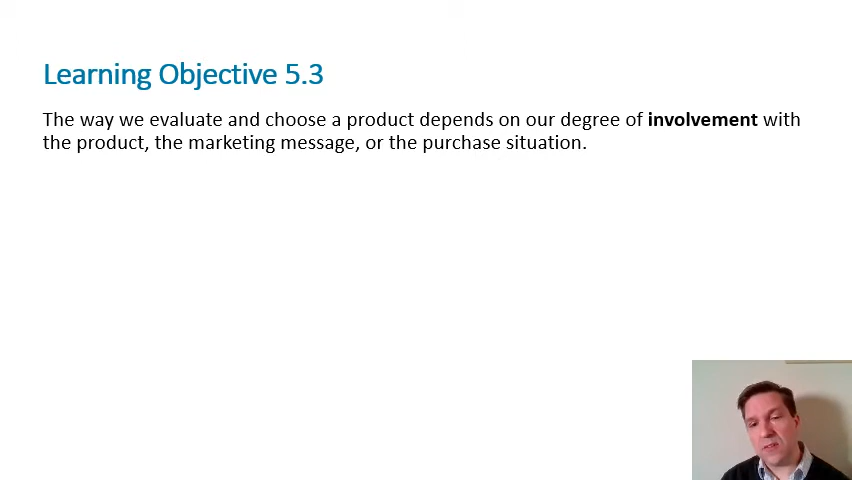 Learning Objective 5.3
The way we evaluate and choose a product depends on our degree of involvement with
the product, the marketing message, or the purchase situation.